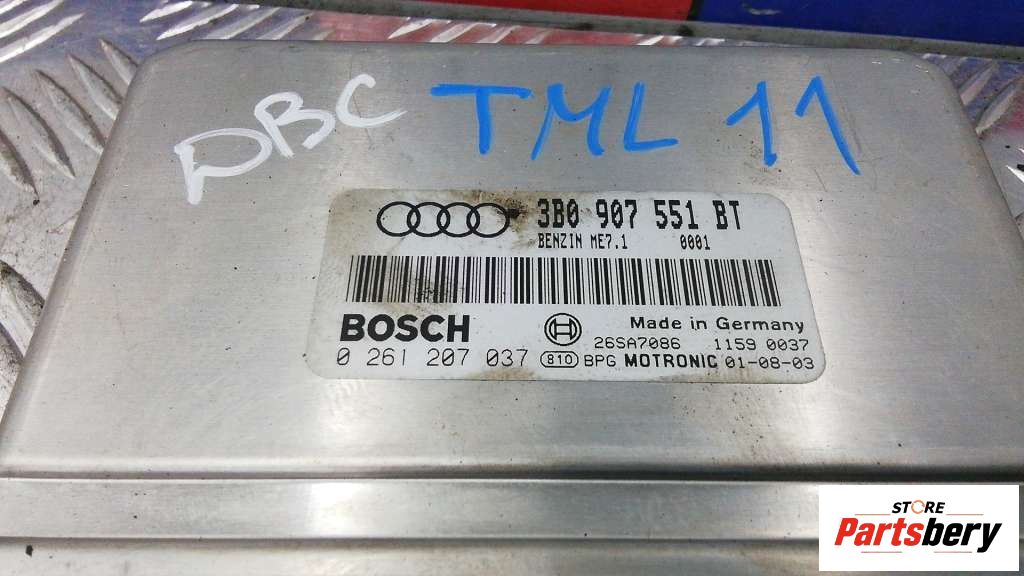 DBC TML 11
3B0 907 551 BT
BENZIN ME7.1 0001
BOSCH Made in Germany
26SA7086 1159 0037
0 261 207 037 810 BPG MOTRONIC 01-08-03
STORE
Partsbery